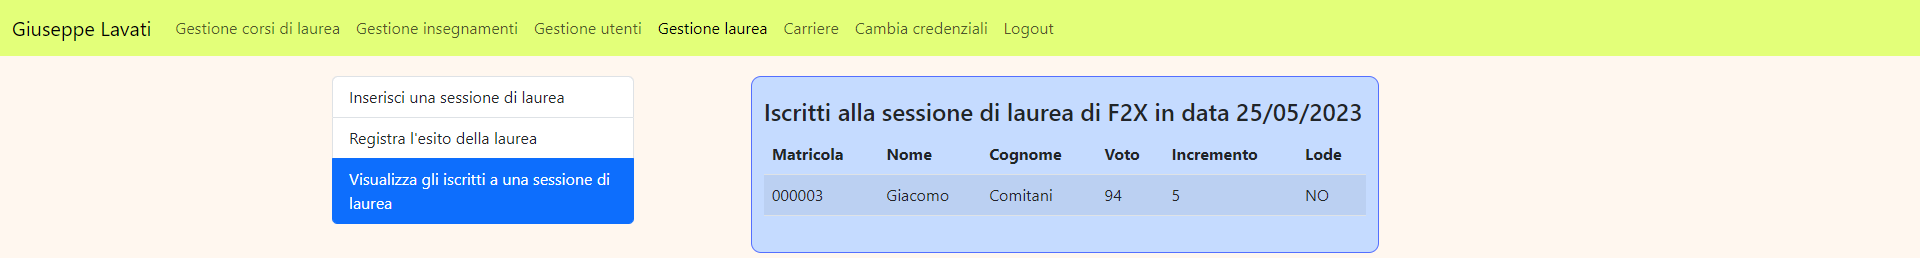 Giuseppe Lavati Gestione corsi di laurea Gestione insegnamenti Gestione utenti Gestione laurea Carriere Cambia credenziali Logout
Inserisci una sessione di laurea
Registra l'esito della laurea
Visualizza gli iscritti a una sessione di
laurea
Iscritti alla sessione di laurea di F2X in data 25/05/2023
Matricola Nome Cognome Voto Incremento Lode
000003 Giacomo Comitani 94 5 NO